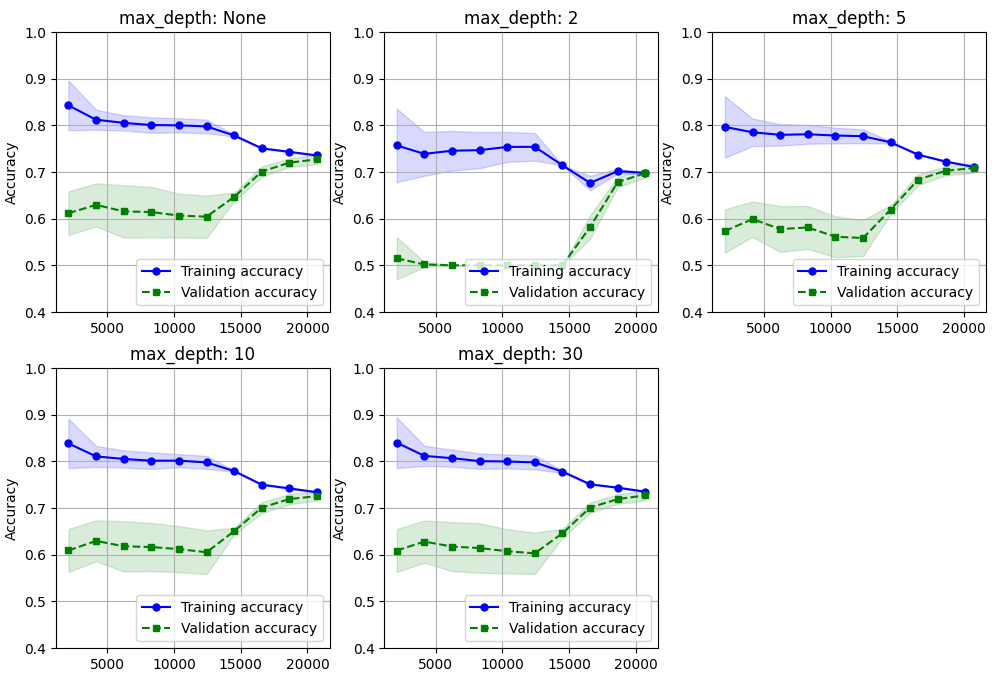 max_depth: None
1.0
0.9
0.8
0.7
0.6
0.5
0.4
Accuracy
Training accuracy
Validation accuracy
5000 10000 15000 20000
max_depth: 2
1.0
0.9
0.8
0.7
0.6
0.5
0.4
Accuracy
Training accuracy
Validation accuracy
5000 10000 15000 20000
max_depth: 5
1.0
0.9
0.8
0.7
0.6
0.5
0.4
Accuracy
Training accuracy
Validation accuracy
5000 10000 15000 20000
max_depth: 10
1.0
0.9
0.8
0.7
0.6
0.5
0.4
Accuracy
Training accuracy
Validation accuracy
5000 10000 15000 20000
max_depth: 30
1.0
0.9
0.8
0.7
0.6
0.5
0.4
Accuracy
Training accuracy
Validation accuracy
5000 10000 15000 20000